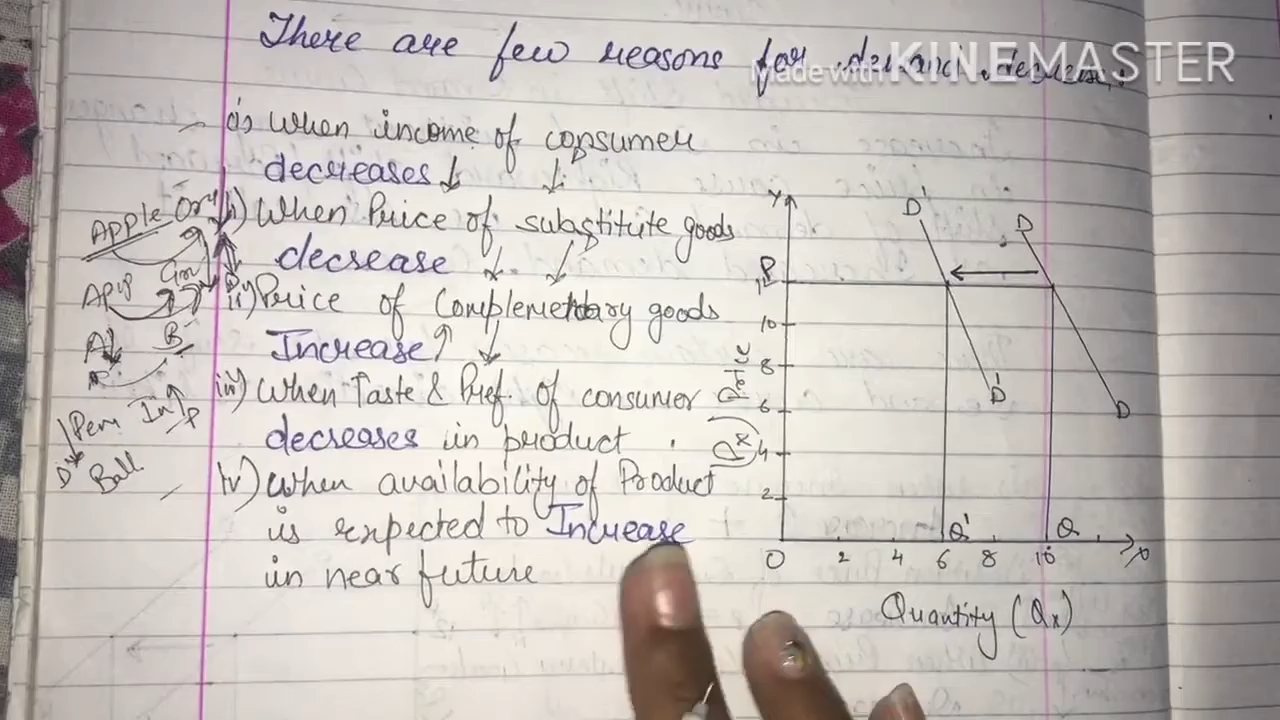 There are few reasons for demand decrease.
Made with KINEMASTER
i) When income of consumer
decreases ↓ ↓
ii) When Price of substitute goods
decrease ↓ ↓
iii) Price of Complementary goods
Increase ↑ ↓
iii) When Taste & Pref. of consumer
decreases in product
iv) When availability of Product
is expected to Increase
in near future
Apple
Ball
Y
D' D
P
12
10
8
6
4
2
D'
D
Q' Q
0 2 4 6 8 10 x
Quantity (Qx)